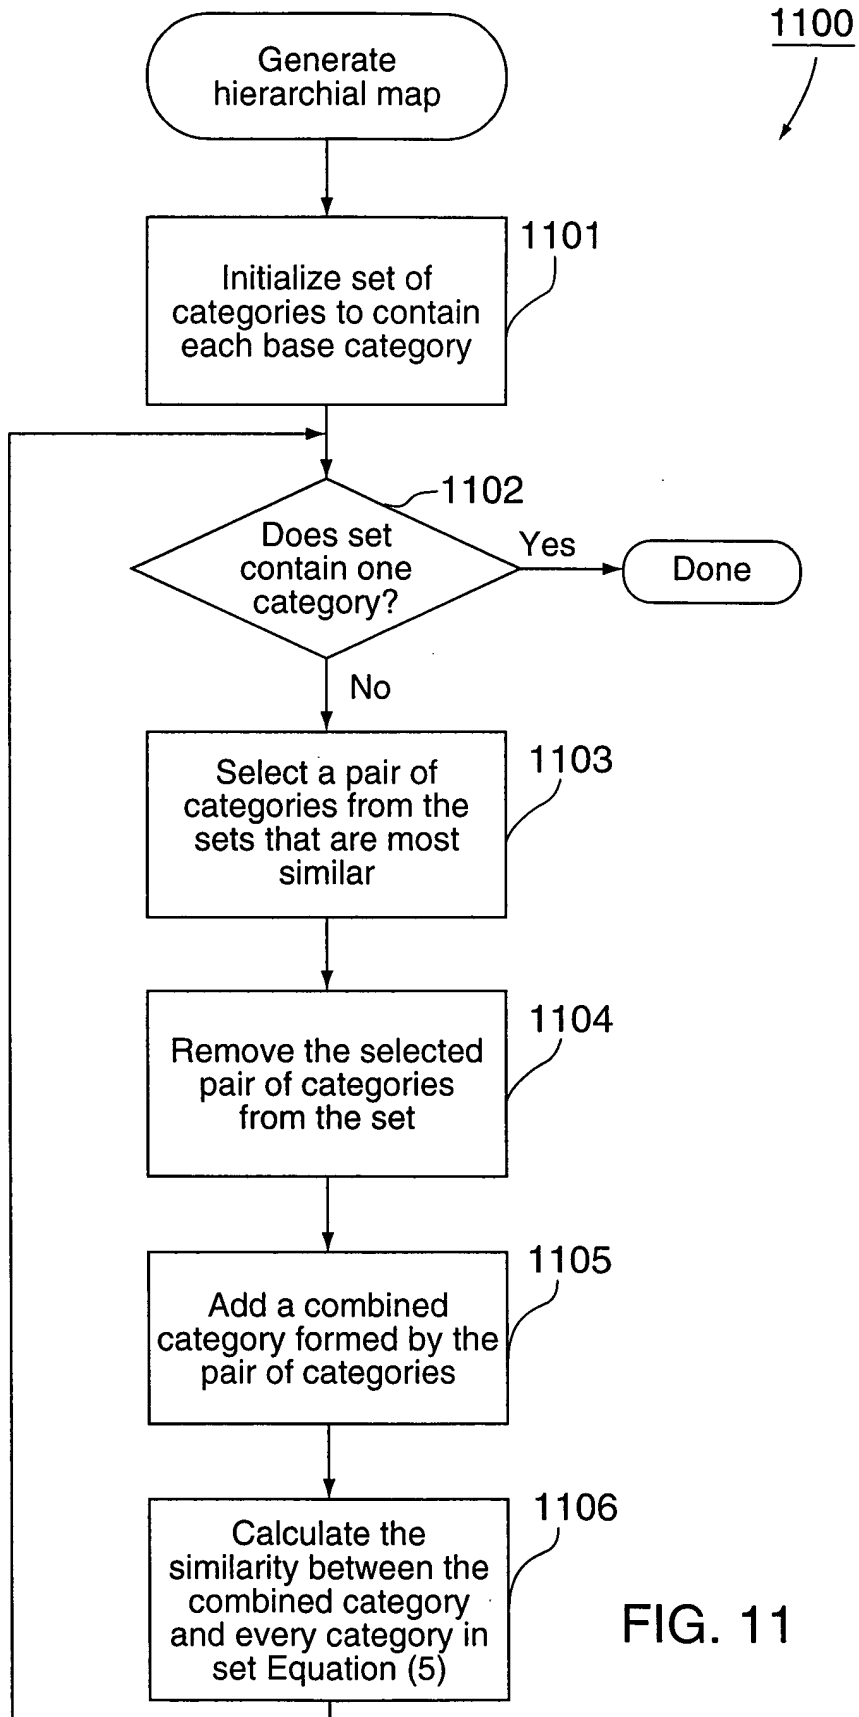 1100
Generate
hierarchial map
1101
Initialize set of
categories to contain
each base category
1102
Does set
contain one
category?
Yes
Done
No
1103
Select a pair of
categories from the
sets that are most
similar
1104
Remove the selected
pair of categories
from the set
1105
Add a combined
category formed by the
pair of categories
1106
Calculate the
similarity between the
combined category
and every category in
set Equation (5)
FIG. 11